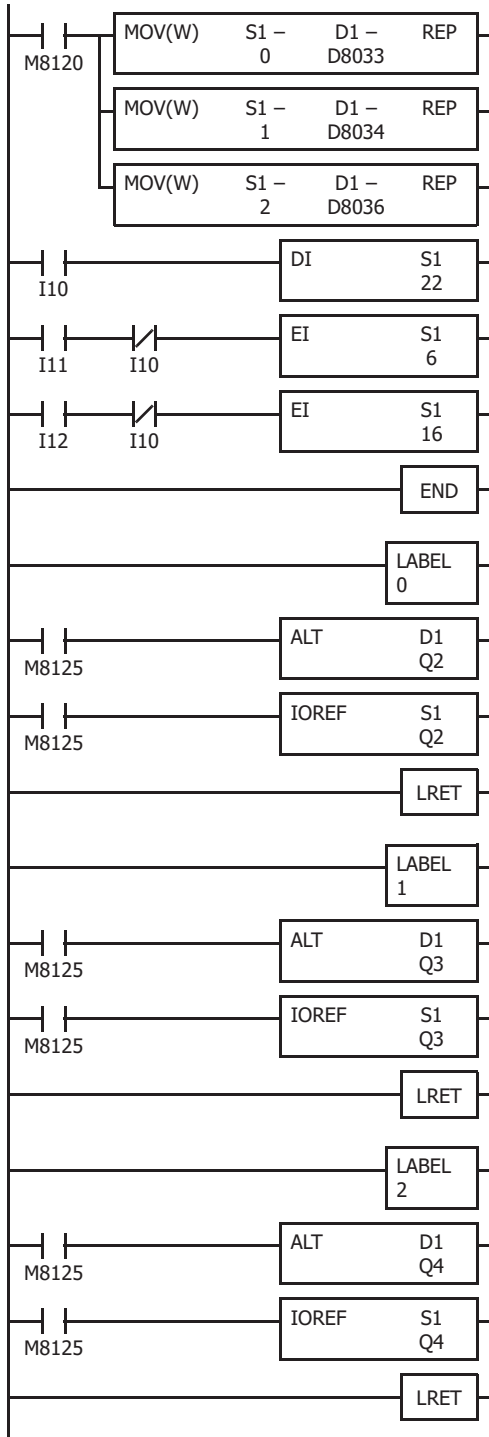 MOV(W) S1 – D1 – REP
M8120 0 D8033
MOV(W) S1 – D1 – REP
1 D8034
MOV(W) S1 – D1 – REP
2 D8036
DI S1
I10 22
EI S1
I11 I10 6
EI S1
I12 I10 16
END
LABEL
0
ALT D1
M8125 Q2
IOREF S1
M8125 Q2
LRET
LABEL
1
ALT D1
M8125 Q3
IOREF S1
M8125 Q3
LRET
LABEL
2
ALT D1
M8125 Q4
IOREF S1
M8125 Q4
LRET